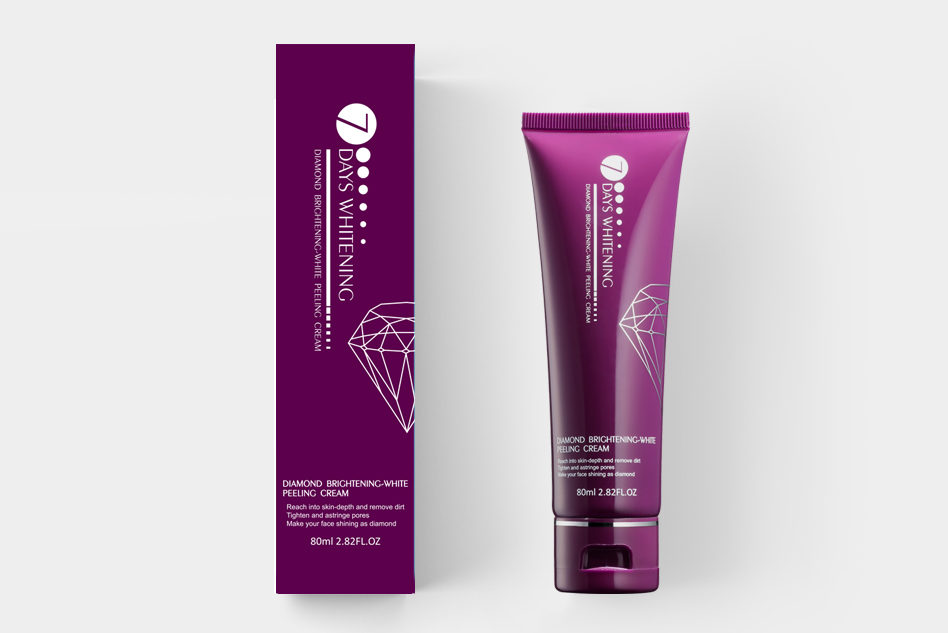 7
DAYS WHITENING
DIAMOND BRIGHTENING-WHITE PEELING CREAM
DIAMOND BRIGHTENING-WHITE
PEELING CREAM
Reach into skin-depth and remove dirt
Tighten and astringe pores
Make your face shining as diamond
80ml 2.82FL.OZ
7
DAYS WHITENING
DIAMOND BRIGHTENING-WHITE PEELING CREAM
DIAMOND BRIGHTENING-WHITE
PEELING CREAM
Reach into skin-depth and remove dirt
Tighten and astringe pores
Make your face shining as diamond
80ml 2.82FL.OZ